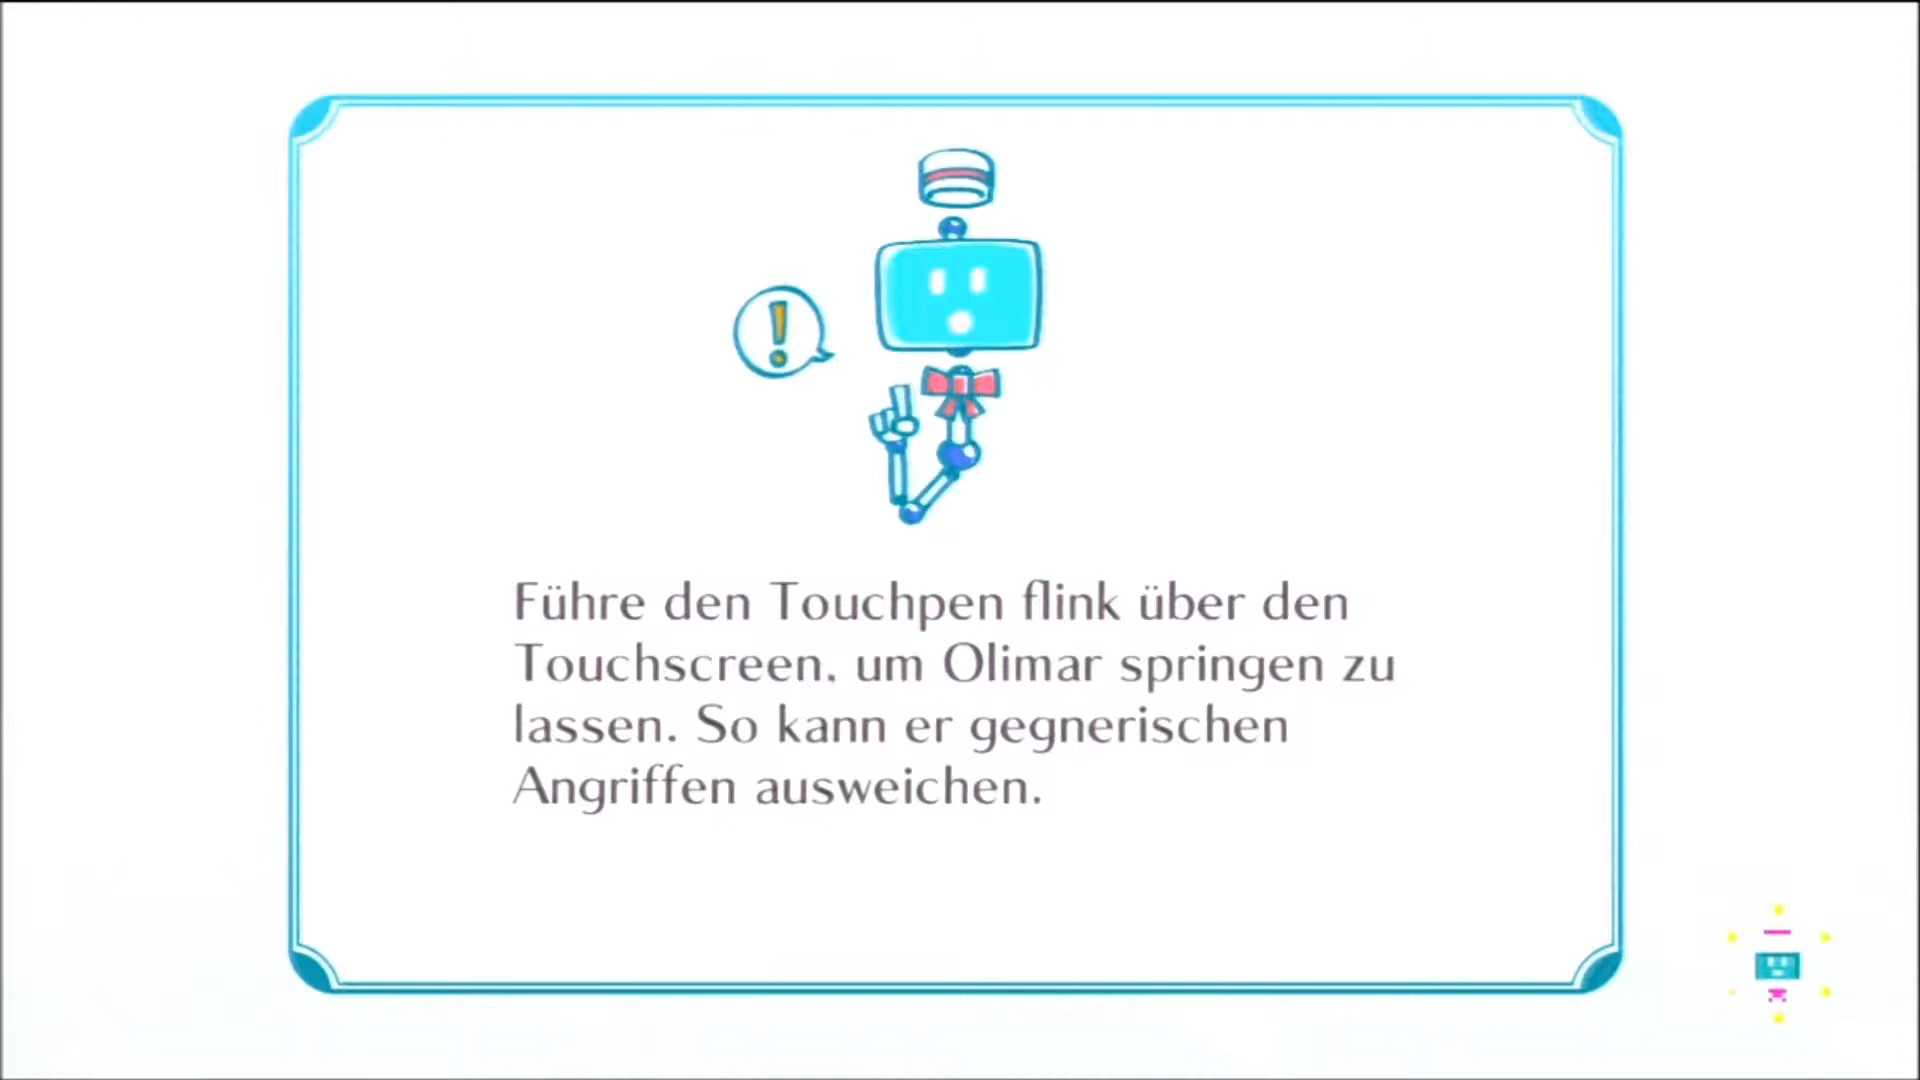 !
Führe den Touchpen flink über den
Touchscreen, um Olimar springen zu
lassen. So kann er gegnerischen
Angriffen ausweichen.